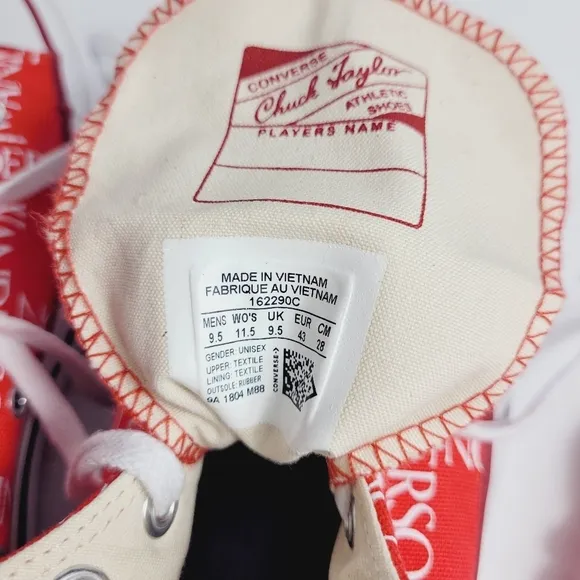 CONVERSE
Chuck Taylor
ATHLETIC
SHOES
PLAYERS NAME
MADE IN VIETNAM
FABRIQUE AU VIETNAM
162290C
MENS WO'S UK EUR CM
9.5 11.5 9.5 43 28
GENDER: UNISEX
UPPER: TEXTILE
LINING: TEXTILE
OUTSOLE: RUBBER
9A 1804 M88
CONVERSE
ERSO